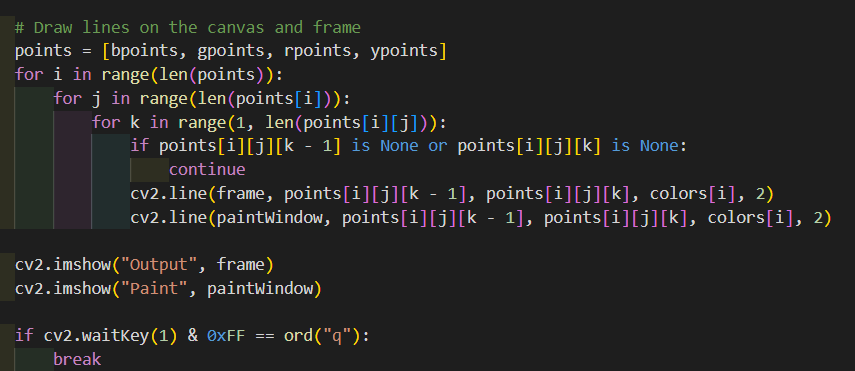 # Draw lines on the canvas and frame
points = [bpoints, gpoints, rpoints, ypoints]
for i in range(len(points)):
    for j in range(len(points[i])):
        for k in range(1, len(points[i][j])):
            if points[i][j][k - 1] is None or points[i][j][k] is None:
                continue
            cv2.line(frame, points[i][j][k - 1], points[i][j][k], colors[i], 2)
            cv2.line(paintWindow, points[i][j][k - 1], points[i][j][k], colors[i], 2)

cv2.imshow("Output", frame)
cv2.imshow("Paint", paintWindow)

if cv2.waitKey(1) & 0xFF == ord("q"):
    break